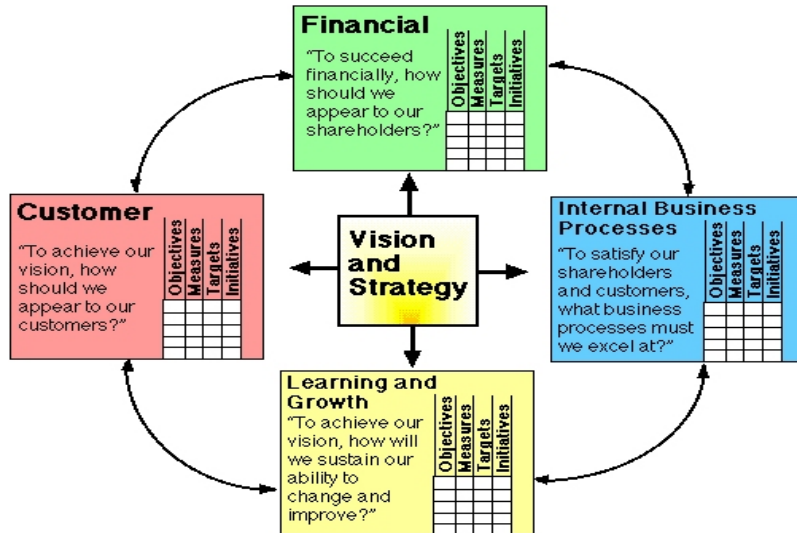 Financial
“To succeed
financially, how
should we
appear to our
shareholders?”
Objectives
Measures
Targets
Initiatives
Customer
“To achieve our
vision, how
should we
appear to our
customers?”
Objectives
Measures
Targets
Initiatives
Vision
and
Strategy
Internal Business
Processes
“To satisfy our
shareholders
and customers,
what business
processes must
we excel at?”
Objectives
Measures
Targets
Initiatives
Learning and
Growth
“To achieve our
vision, how will
we sustain our
ability to
change and
improve?”
Objectives
Measures
Targets
Initiatives